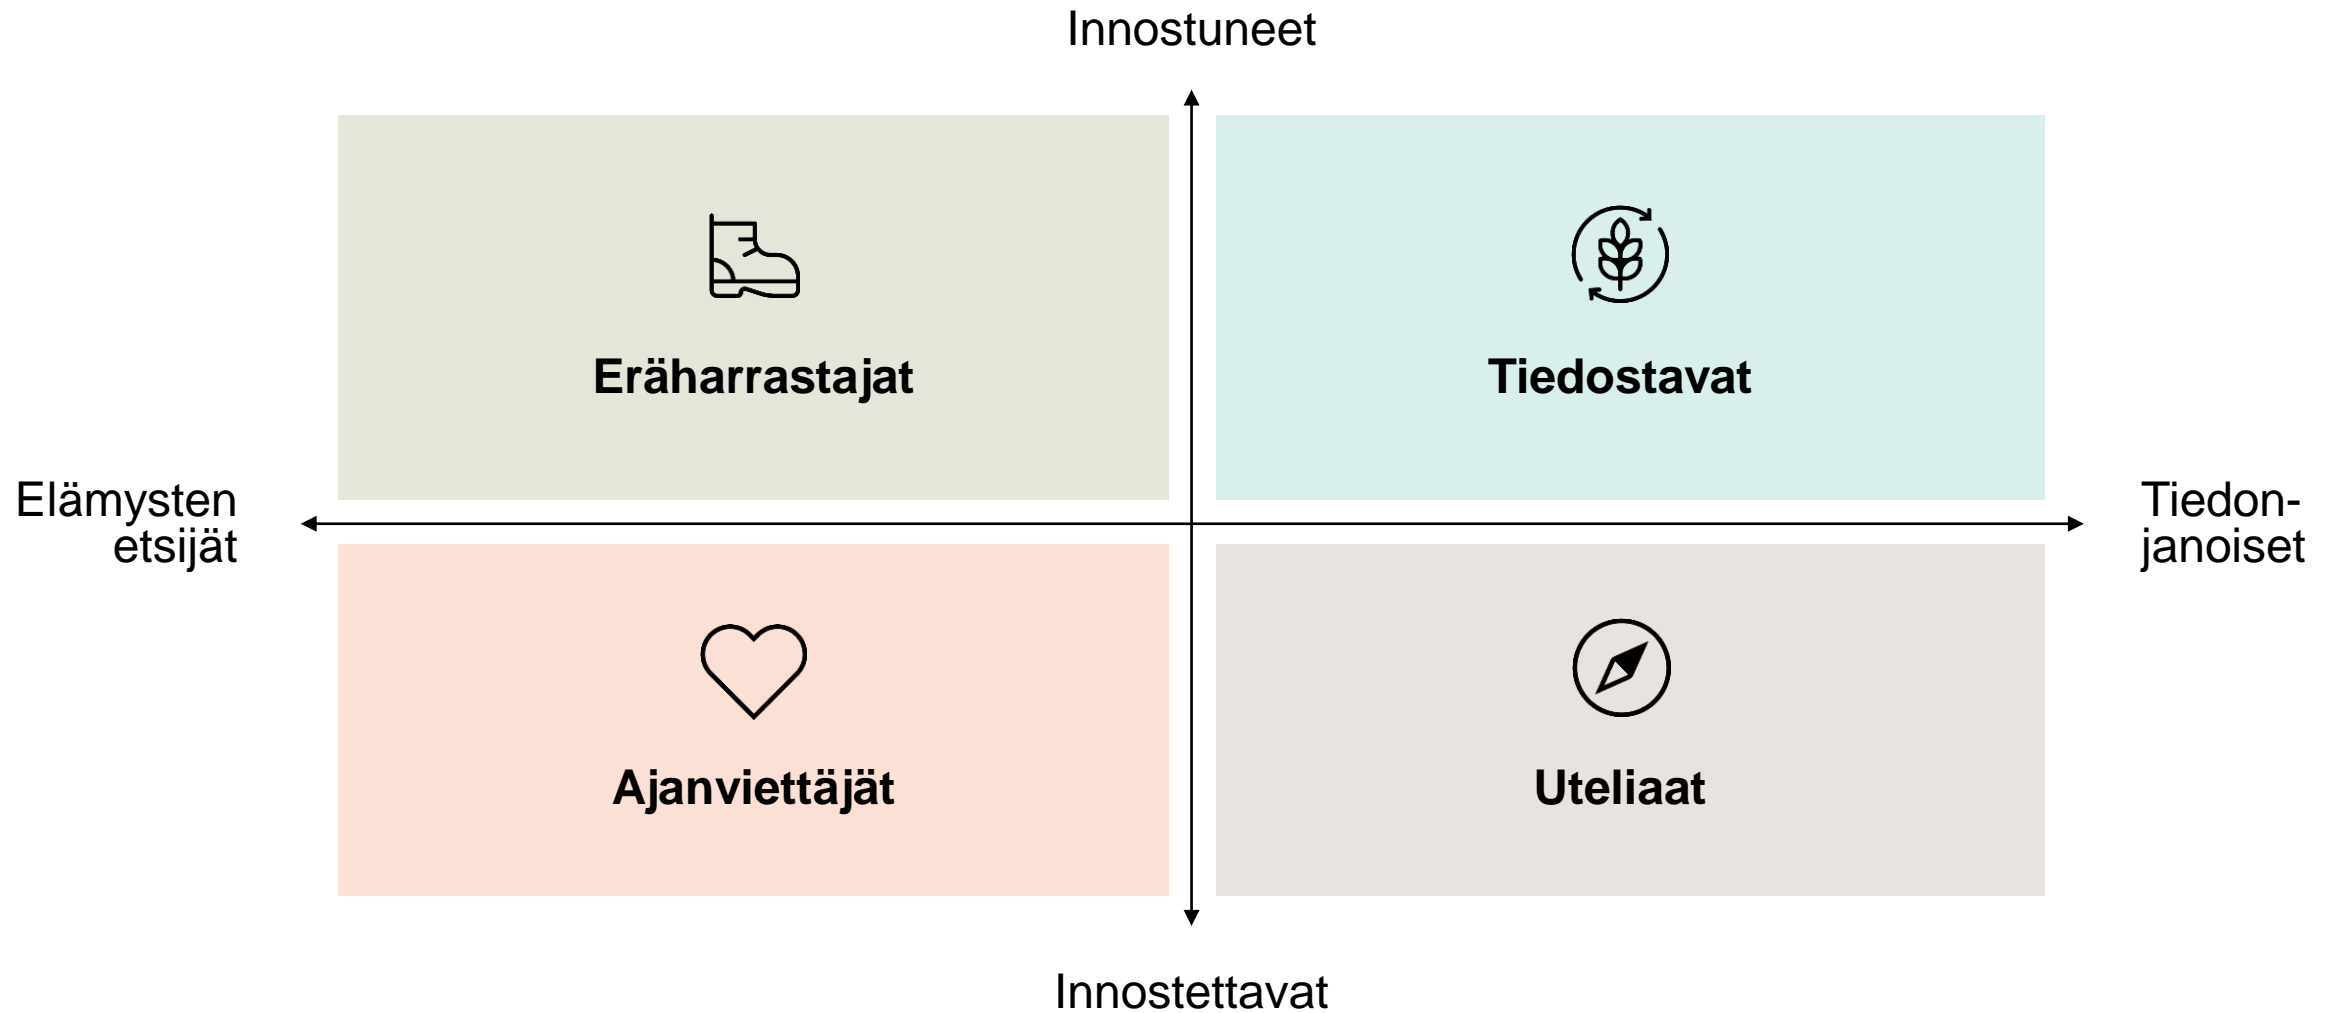 Innostuneet
Eräharrastajat
Tiedostavat
Elämysten
etsijät
Tiedon-
janoiset
Ajanviettäjät
Uteliaat
Innostettavat